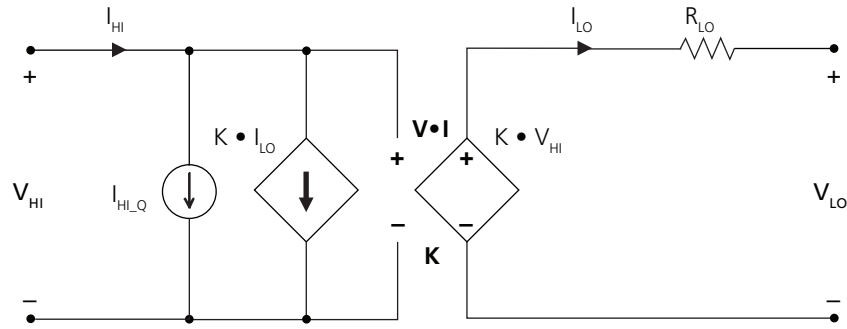 I_HI
I_LO
R_LO
+
+
K • I_LO
V•I
K • V_HI
+
+
V_HI
I_HI_Q
V_LO
–
–
K
–
–